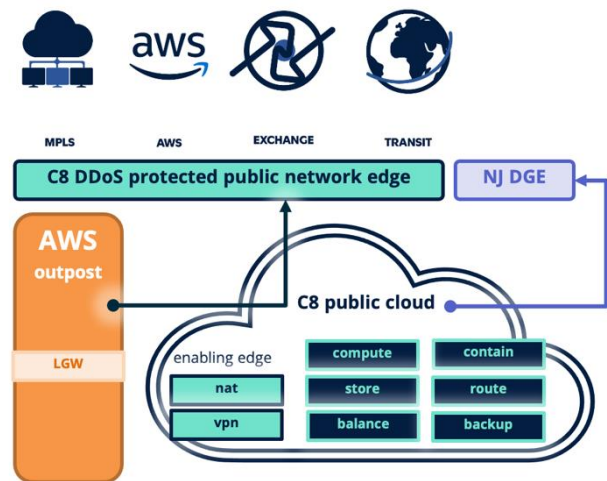 aws
MPLS
AWS
EXCHANGE
TRANSIT
C8 DDoS protected public network edge
NJ DGE
AWS
outpost
LGW
C8 public cloud
enabling edge
nat
vpn
compute
contain
store
route
balance
backup